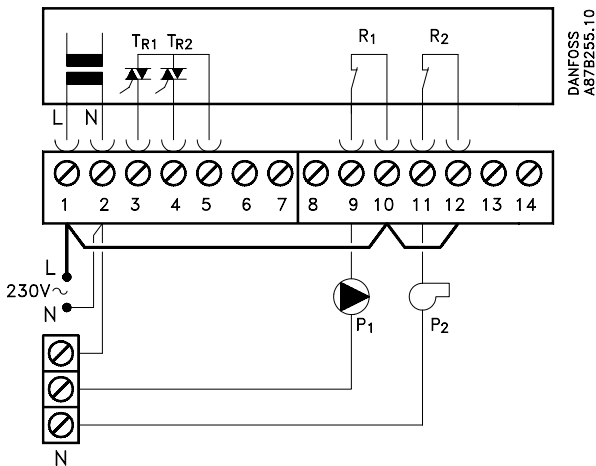 TR1 TR2 R1 R2
DANFOSS
A87B255.10
L N
1 2 3 4 5 6 7 8 9 10 11 12 13 14
L
230V~
N
P1 P2
N